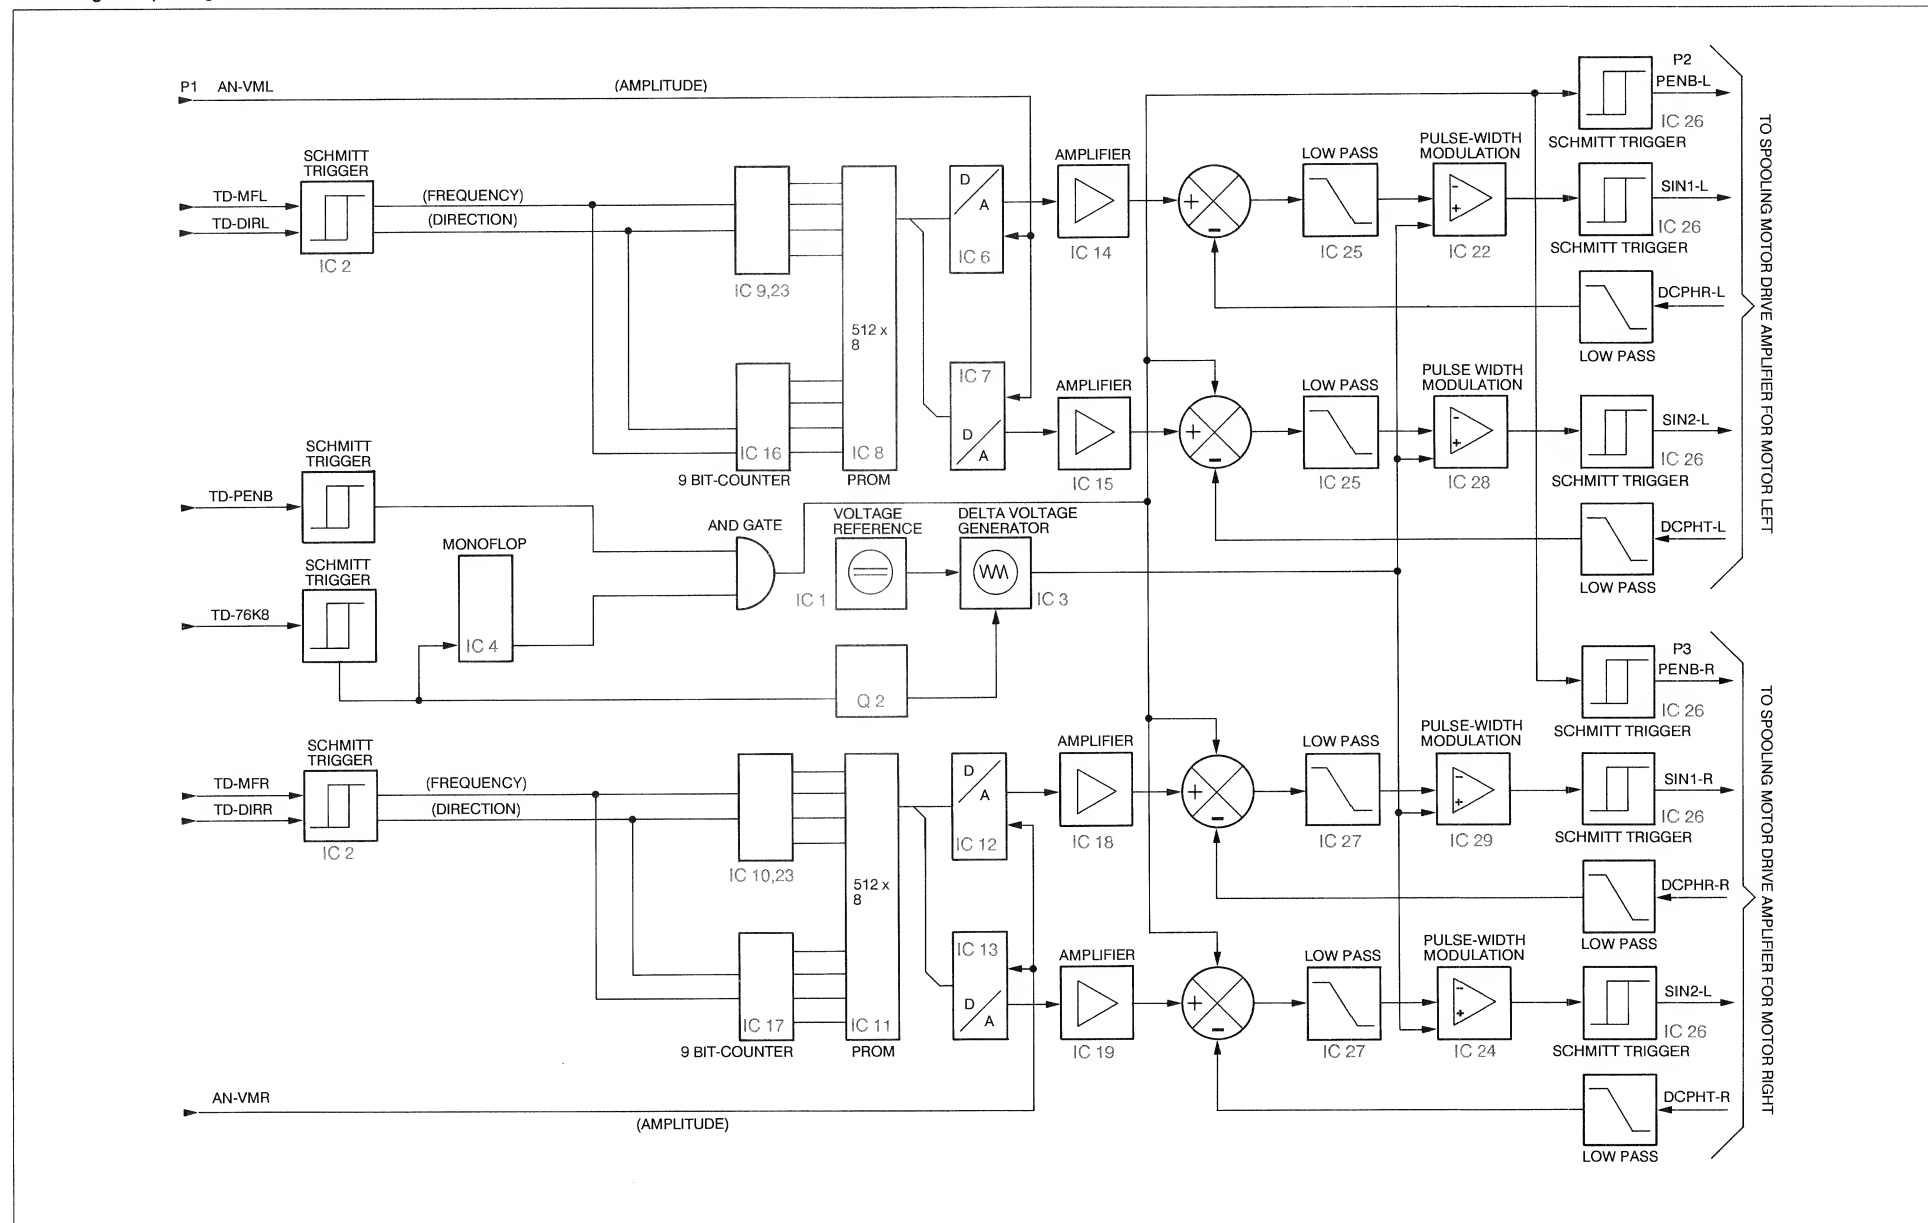 P1 AN-VML (AMPLITUDE)
SCHMITT
TRIGGER
TD-MFL
TD-DIRL
IC 2
(FREQUENCY)
(DIRECTION)
IC 9,23
IC 16
9 BIT-COUNTER
512 x
8
IC 8
PROM
D
A
IC 6
IC 7
D
A
AMPLIFIER
IC 14
AMPLIFIER
IC 15
+
-
+
-
LOW PASS
IC 25
LOW PASS
IC 25
PULSE-WIDTH
MODULATION
-
+
IC 22
PULSE WIDTH
MODULATION
-
+
IC 28
P2
PENB-L
IC 26
SCHMITT TRIGGER
SIN1-L
IC 26
SCHMITT TRIGGER
DCPHR-L
LOW PASS
SIN2-L
IC 26
SCHMITT TRIGGER
DCPHT-L
LOW PASS
TO SPOOLING MOTOR DRIVE AMPLIFIER FOR MOTOR LEFT
SCHMITT
TRIGGER
TD-PENB
SCHMITT
TRIGGER
TD-76K8
MONOFLOP
IC 4
AND GATE
VOLTAGE
REFERENCE
IC 1
DELTA VOLTAGE
GENERATOR
IC 3
Q 2
SCHMITT
TRIGGER
TD-MFR
TD-DIRR
IC 2
(FREQUENCY)
(DIRECTION)
IC 10,23
IC 17
9 BIT-COUNTER
512 x
8
IC 11
PROM
D
A
IC 12
IC 13
D
A
AMPLIFIER
IC 18
AMPLIFIER
IC 19
+
-
+
-
LOW PASS
IC 27
LOW PASS
IC 27
PULSE-WIDTH
MODULATION
-
+
IC 29
PULSE-WIDTH
MODULATION
-
+
IC 24
P3
PENB-R
IC 26
SCHMITT TRIGGER
SIN1-R
IC 26
SCHMITT TRIGGER
DCPHR-R
LOW PASS
SIN2-L
IC 26
SCHMITT TRIGGER
DCPHT-R
LOW PASS
TO SPOOLING MOTOR DRIVE AMPLIFIER FOR MOTOR RIGHT
AN-VMR
(AMPLITUDE)